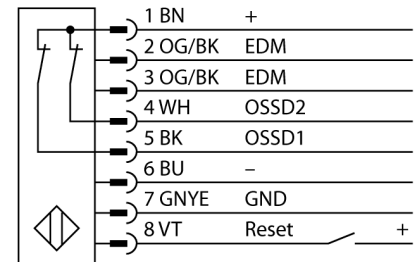 1 BN +
2 OG/BK EDM
3 OG/BK EDM
4 WH OSSD2
5 BK OSSD1
6 BU –
7 GNYE GND
8 VT Reset +